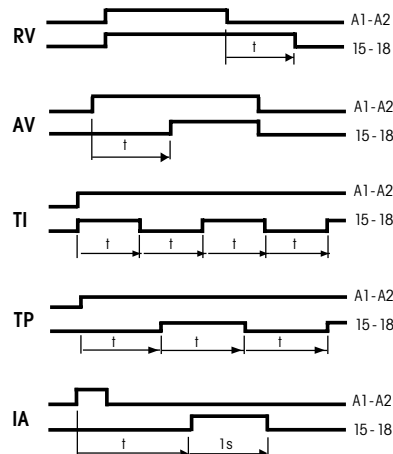 A1-A2
RV
15-18
t
A1-A2
AV
15-18
t
A1-A2
TI
15-18
t t t t
A1-A2
TP
15-18
t t t
A1-A2
IA
15-18
t 1s